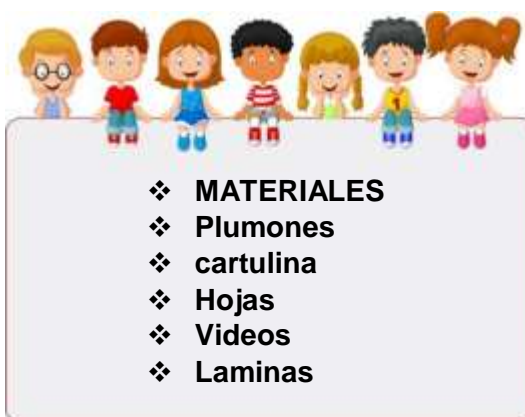 ❖ MATERIALES
❖ Plumones
❖ cartulina
❖ Hojas
❖ Videos
❖ Laminas